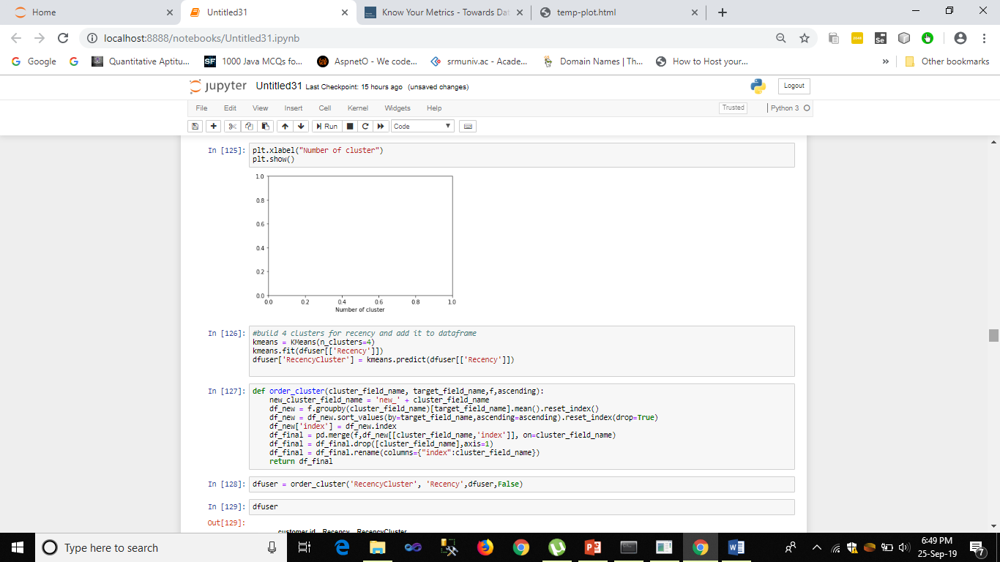 Home
Untitled31
Know Your Metrics - Towards Dat
temp-plot.html
localhost:8888/notebooks/Untitled31.ipynb
Google
Quantitative Aptitu...
SF 1000 Java MCQs fo...
AspnetO - We code...
srmuniv.ac - Acade...
Domain Names | Th...
How to Host your...
»
Other bookmarks
jupyter Untitled31 Last Checkpoint: 15 hours ago (unsaved changes)
Logout
File Edit View Insert Cell Kernel Widgets Help
Trusted
Python 3
Run
Code
In [125]: plt.xlabel("Number of cluster")
plt.show()
1.0
0.8
0.6
0.4
0.2
0.0
0.0 0.2 0.4 0.6 0.8 1.0
Number of cluster
In [126]: #build 4 clusters for recency and add it to dataframe
kmeans = KMeans(n_clusters=4)
kmeans.fit(dfuser[['Recency']])
dfuser['RecencyCluster'] = kmeans.predict(dfuser[['Recency']])
In [127]: def order_cluster(cluster_field_name, target_field_name,f,ascending):
new_cluster_field_name = 'new_' + cluster_field_name
df_new = f.groupby(cluster_field_name)[target_field_name].mean().reset_index()
df_new = df_new.sort_values(by=target_field_name,ascending=ascending).reset_index(drop=True)
df_new['index'] = df_new.index
df_final = pd.merge(f,df_new[[cluster_field_name,'index']], on=cluster_field_name)
df_final = df_final.drop([cluster_field_name],axis=1)
df_final = df_final.rename(columns={"index":cluster_field_name})
return df_final
In [128]: dfuser = order_cluster('RecencyCluster', 'Recency',dfuser,False)
In [129]: dfuser
Out[129]:
customer id Recency RecencyCluster
Type here to search
6:49 PM
25-Sep-19
7